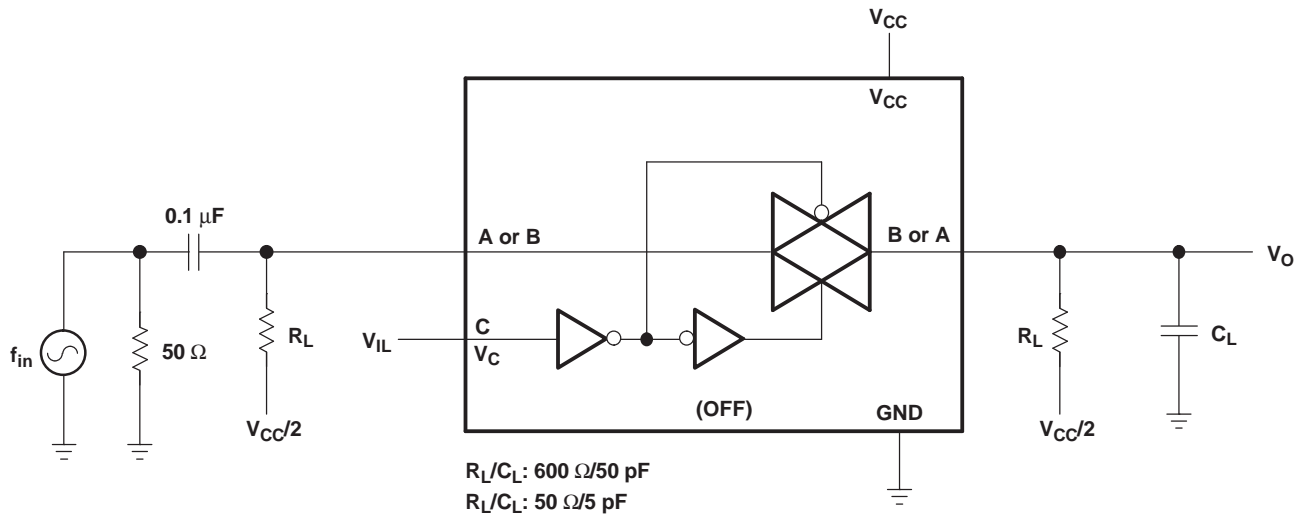 VCC
VCC
0.1 μF
A or B
B or A
VO
fin
50 Ω
RL
VCC/2
VIL
C
VC
(OFF)
GND
RL
VCC/2
CL
RL/CL: 600 Ω/50 pF
RL/CL: 50 Ω/5 pF